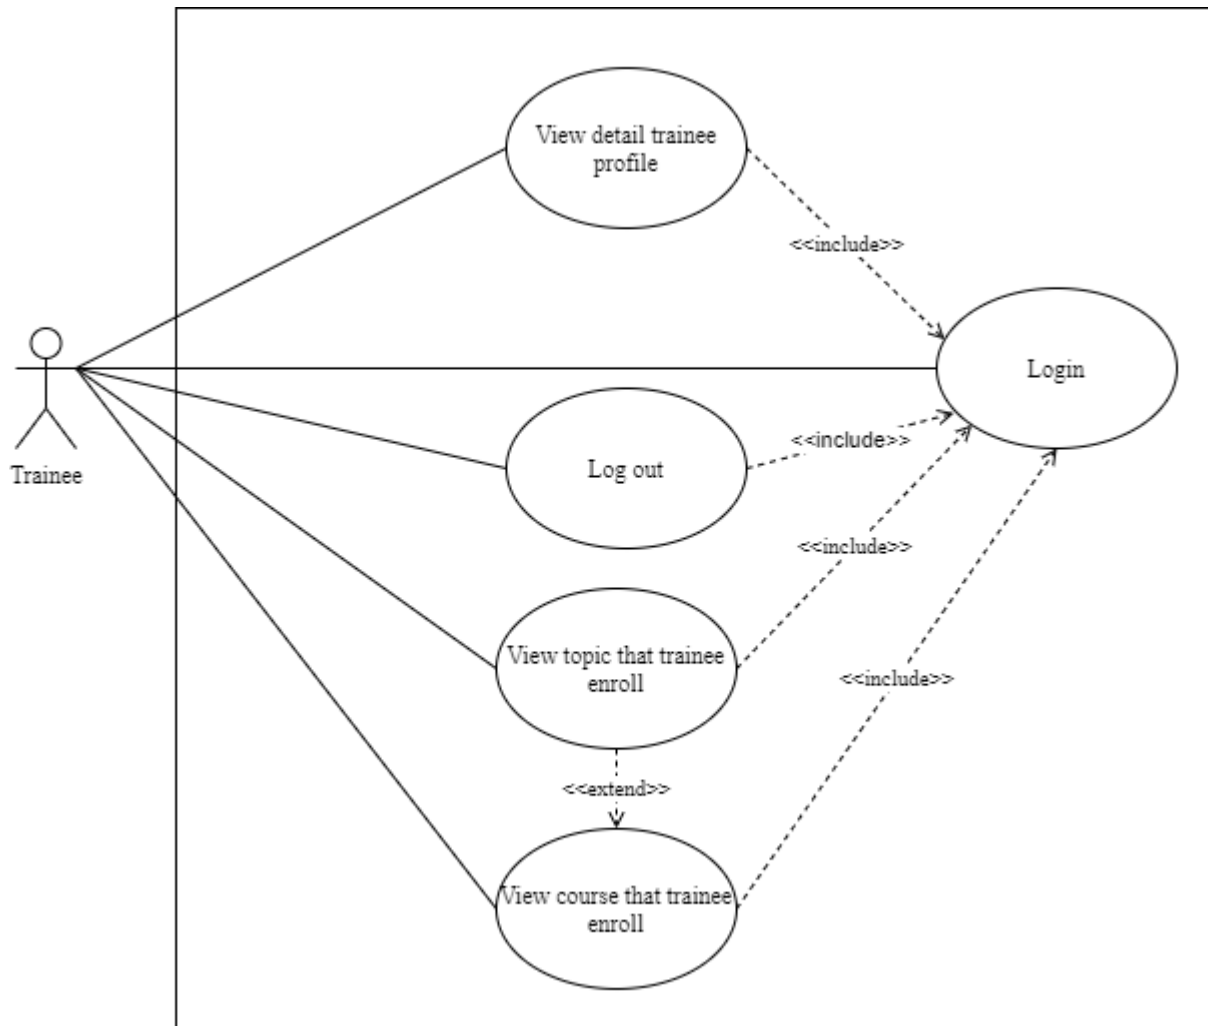 View detail trainee
profile
<<include>>
Login
Trainee
Log out
<<include>>
<<include>>
View topic that trainee
enroll
<<include>>
<<extend>>
View course that trainee
enroll